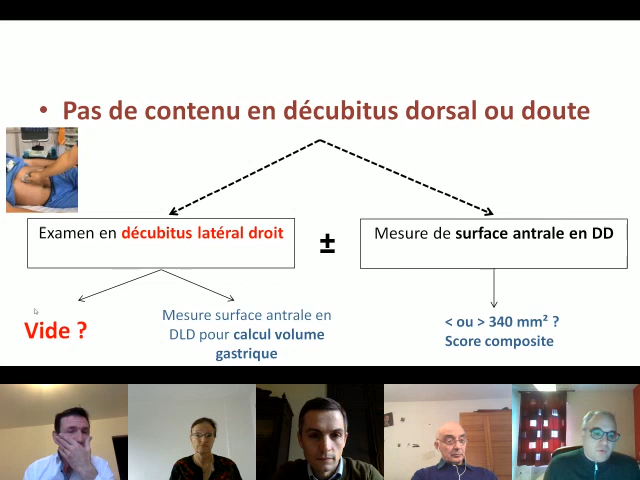 • Pas de contenu en décubitus dorsal ou doute
Examen en décubitus latéral droit
±
Mesure de surface antrale en DD
Vide ?
Mesure surface antrale en
DLD pour calcul volume
gastrique
< ou > 340 mm² ?
Score composite